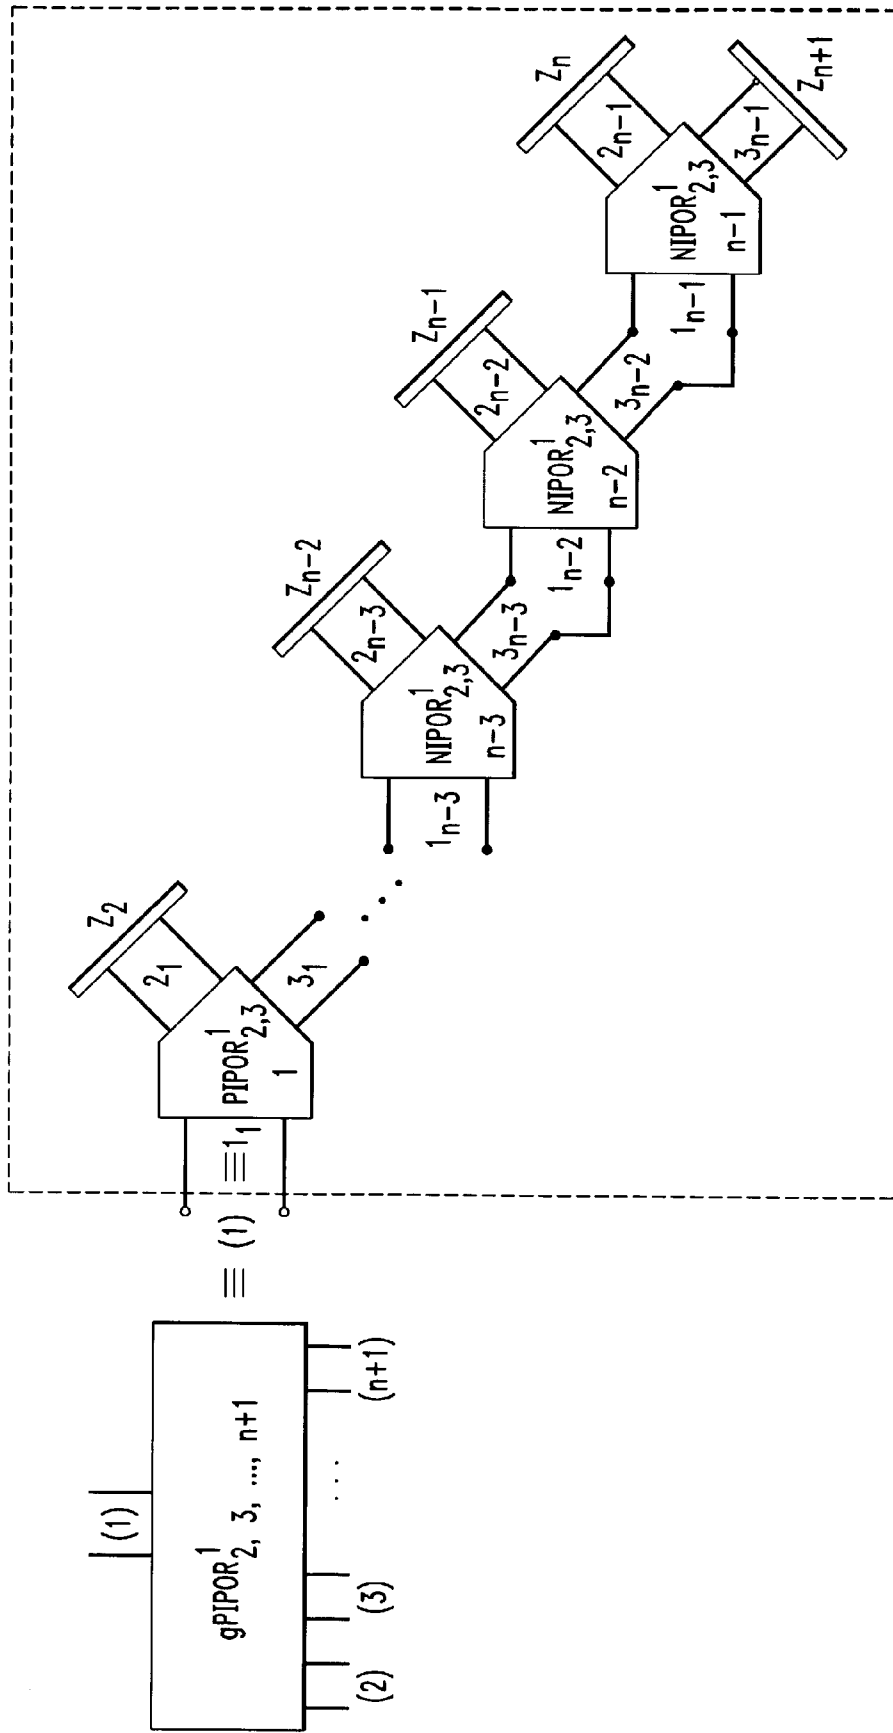 (1)
gPIPOR¹₂, ₃, ..., ₙ₊₁
(2)
(3)
...
(n+1)
≡ (1) ≡ 1₁
PIPOR¹₂,₃
1
2₁
Z₂
3₁
1ₙ₋₃
NIPOR¹₂,₃
n-3
2ₙ₋₃
Zₙ₋₂
3ₙ₋₃
1ₙ₋₂
NIPOR¹₂,₃
n-2
2ₙ₋₂
Zₙ₋₁
3ₙ₋₂
1ₙ₋₁
NIPOR¹₂,₃
n-1
2ₙ₋₁
Zₙ
3ₙ₋₁
Zₙ₊₁